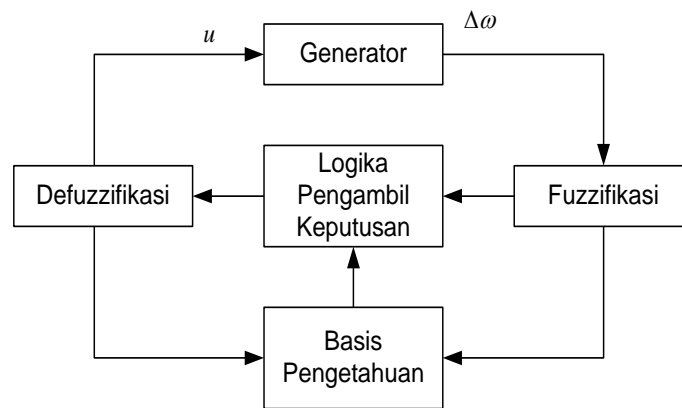 u
Generator
Δω
Defuzzifikasi
Logika
Pengambil
Keputusan
Fuzzifikasi
Basis
Pengetahuan